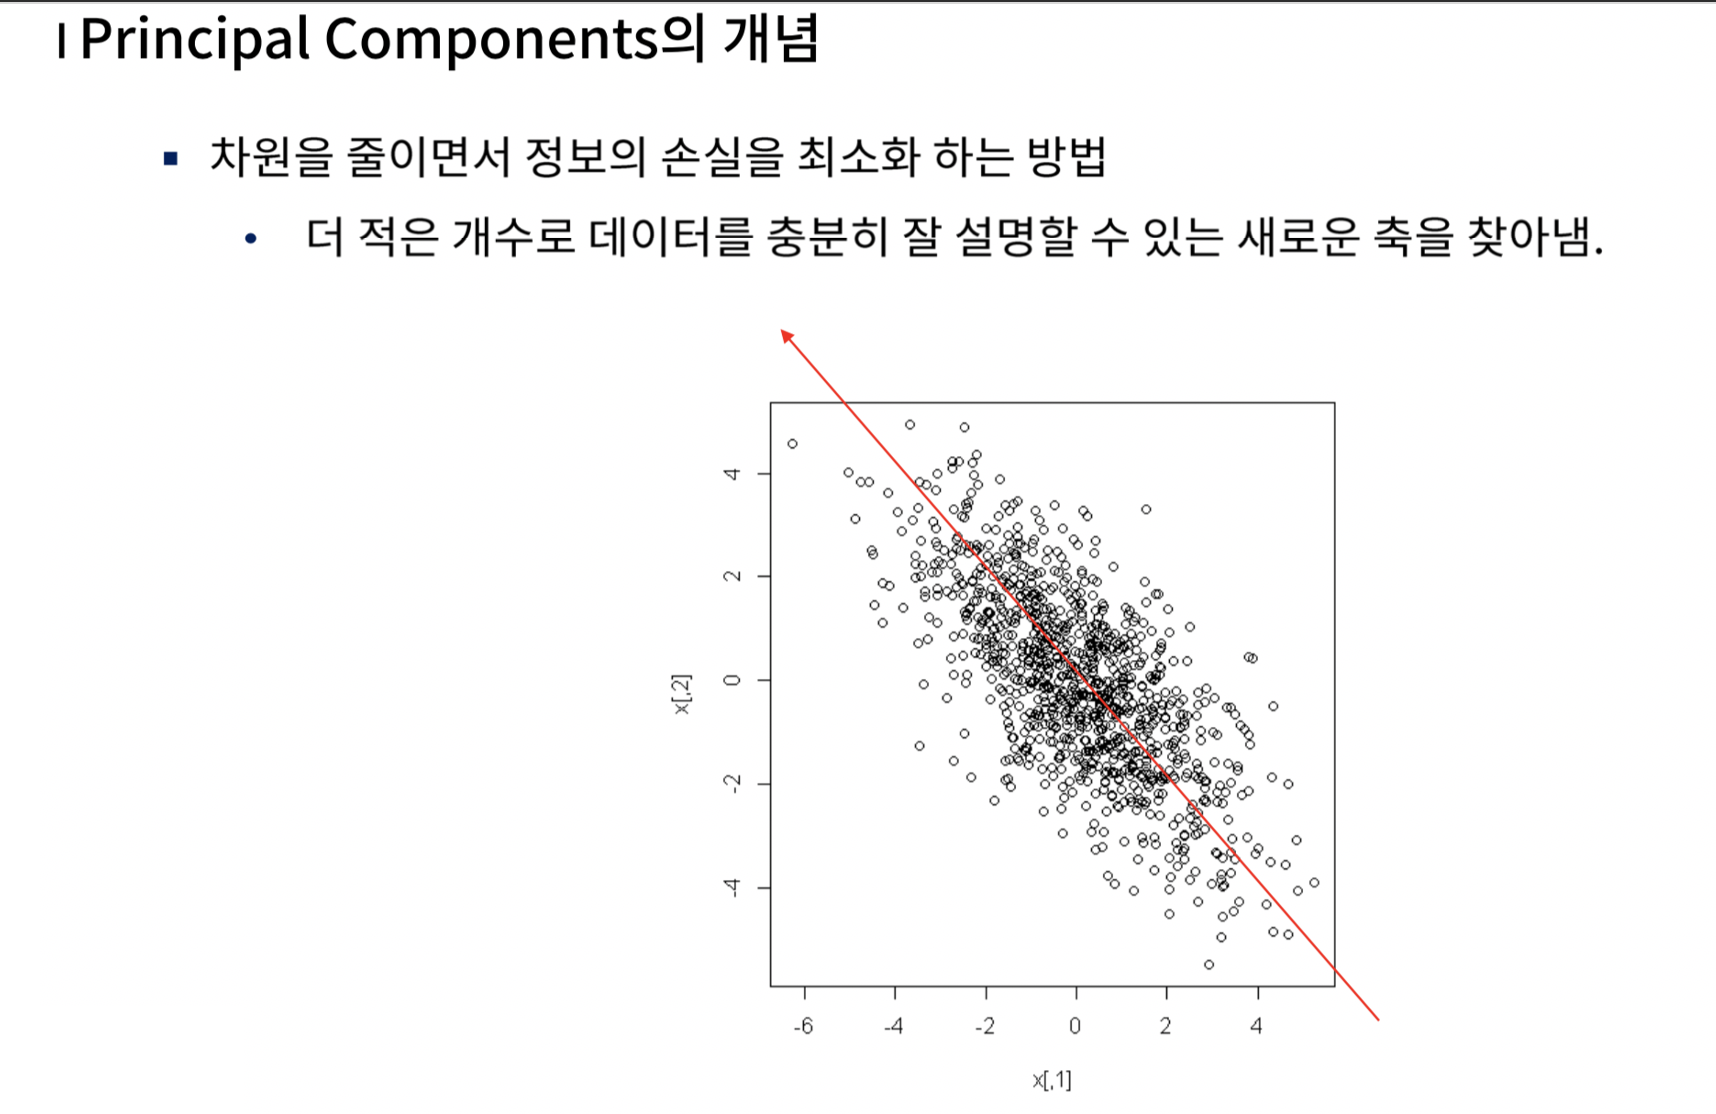 Principal Components의 개념
차원을 줄이면서 정보의 손실을 최소화 하는 방법
더 적은 개수로 데이터를 충분히 잘 설명할 수 있는 새로운 축을 찾아냄.
4
2
0
-2
-4
x[,2]
-6 -4 -2 0 2 4
x[,1]